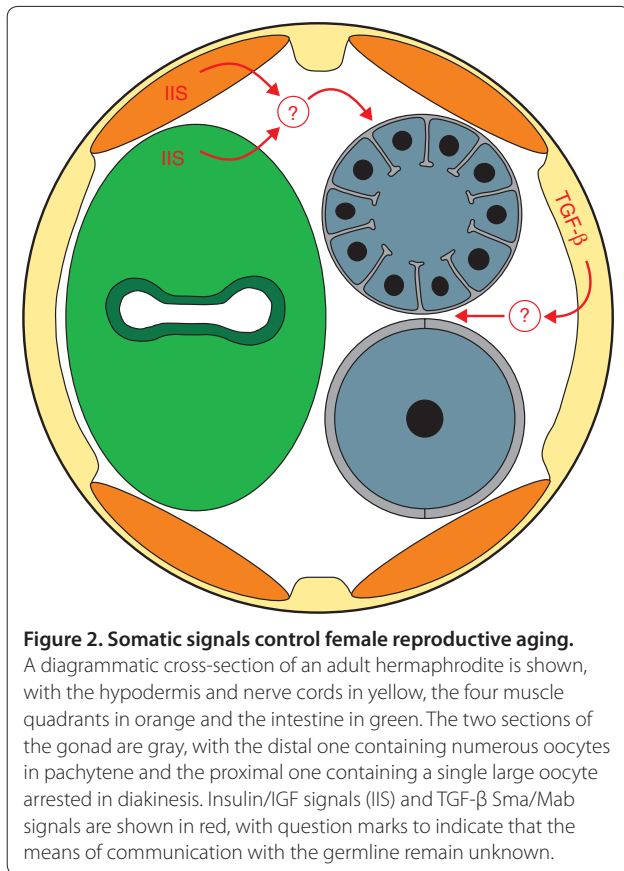 IIS
?
IIS
TGF-β
?
Figure 2. Somatic signals control female reproductive aging.
A diagrammatic cross-section of an adult hermaphrodite is shown,
with the hypodermis and nerve cords in yellow, the four muscle
quadrants in orange and the intestine in green. The two sections of
the gonad are gray, with the distal one containing numerous oocytes
in pachytene and the proximal one containing a single large oocyte
arrested in diakinesis. Insulin/IGF signals (IIS) and TGF-β Sma/Mab
signals are shown in red, with question marks to indicate that the
means of communication with the germline remain unknown.